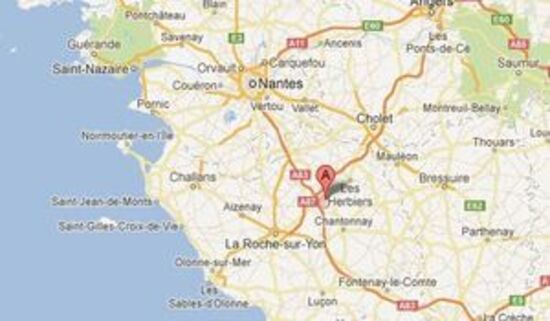 Blain
Angers
Pontchâteau
E60
E60
Guérande
Savenay
E3
A11
Ancenis
Les
Ponts-de-Cé
A85
Saint-Nazaire
Orvault
Carquefou
Saumur
Couëron
Nantes
Pornic
Vertou
Vallet
Montreuil-Bellay
Cholet
Noirmoutier-en-l'Île
Thouars
Mauléon
Challans
A83
A
Bressuire
Les
Herbiers
Saint-Jean-de-Monts
A87
Aizenay
E62
Saint-Gilles-Croix-de-Vie
Chantonnay
Parthenay
La Roche-sur-Yon
Olonne-sur-Mer
Fontenay-le-Comte
Les
Sables-d'Olonne
Luçon
A83
La Crèche